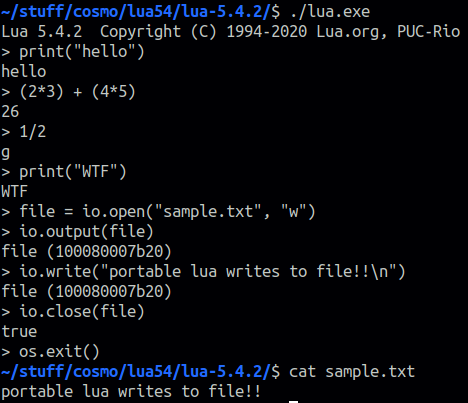 ~/stuff/cosmo/lua54/lua-5.4.2/$ ./lua.exe
Lua 5.4.2  Copyright (C) 1994-2020 Lua.org, PUC-Rio
> print("hello")
hello
> (2*3) + (4*5)
26
> 1/2
g
> print("WTF")
WTF
> file = io.open("sample.txt", "w")
> io.output(file)
file (100080007b20)
> io.write("portable lua writes to file!!\n")
file (100080007b20)
> io.close(file)
true
> os.exit()
~/stuff/cosmo/lua54/lua-5.4.2/$ cat sample.txt
portable lua writes to file!!